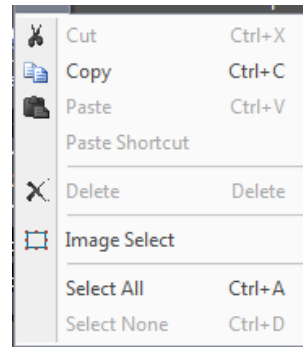 Cut Ctrl+X
Copy Ctrl+C
Paste Ctrl+V
Paste Shortcut
Delete Delete
Image Select
Select All Ctrl+A
Select None Ctrl+D